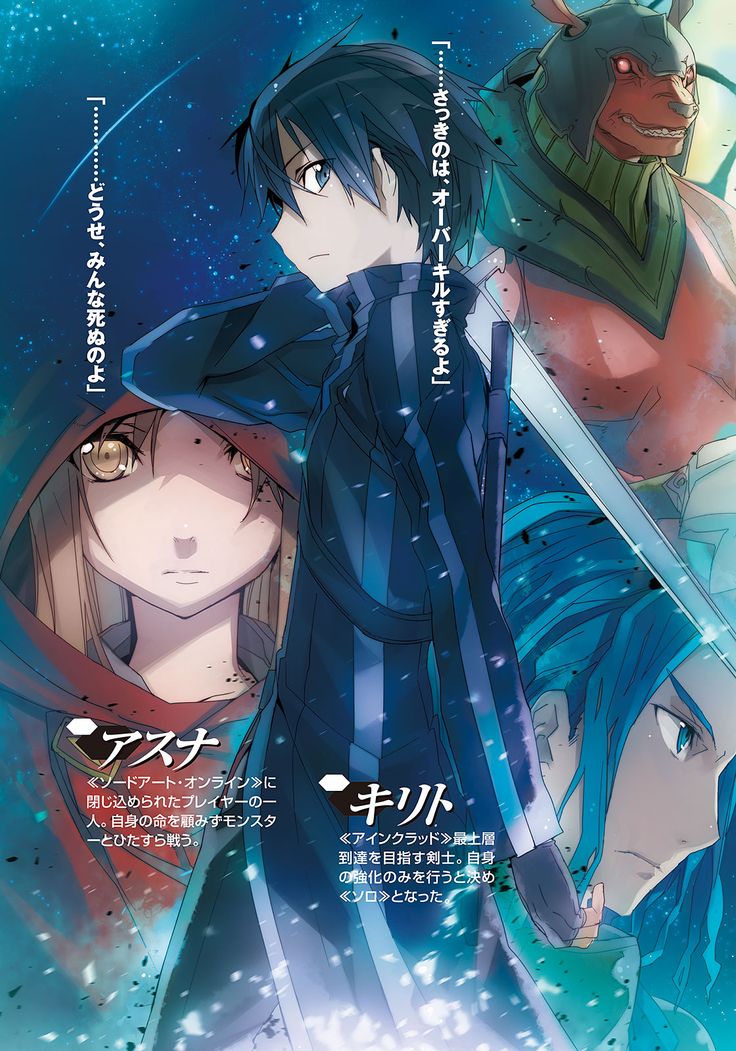 「……さっきのは、オーバーキルすぎるよ」
「…………どうせ、みんな死ぬのよ」
アスナ
≪ソードアート・オンライン≫に
閉じ込められたプレイヤーの一
人。自身の命を顧みずモンスタ
ーとひたすら戦う。
キリト
≪アインクラッド≫最上層
到達を目指す剣士。自身
の強化のみを行うと決め
≪ソロ≫となった。